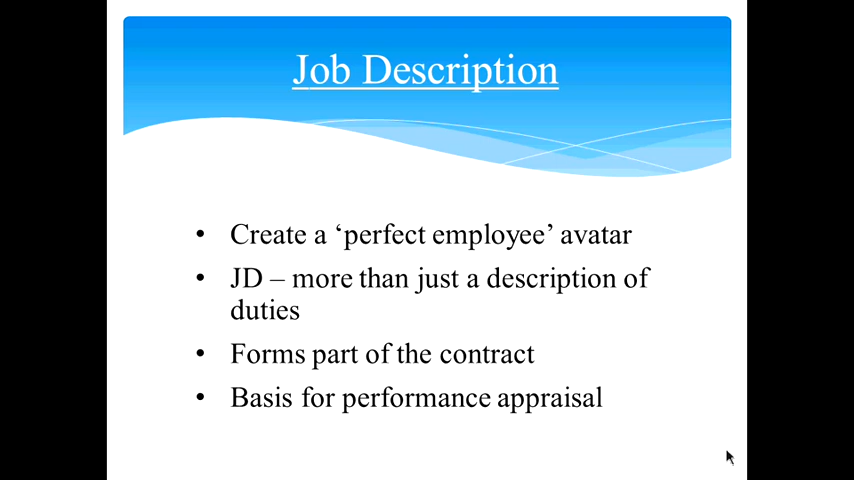 Job Description
• Create a ‘perfect employee’ avatar
• JD – more than just a description of
duties
• Forms part of the contract
• Basis for performance appraisal